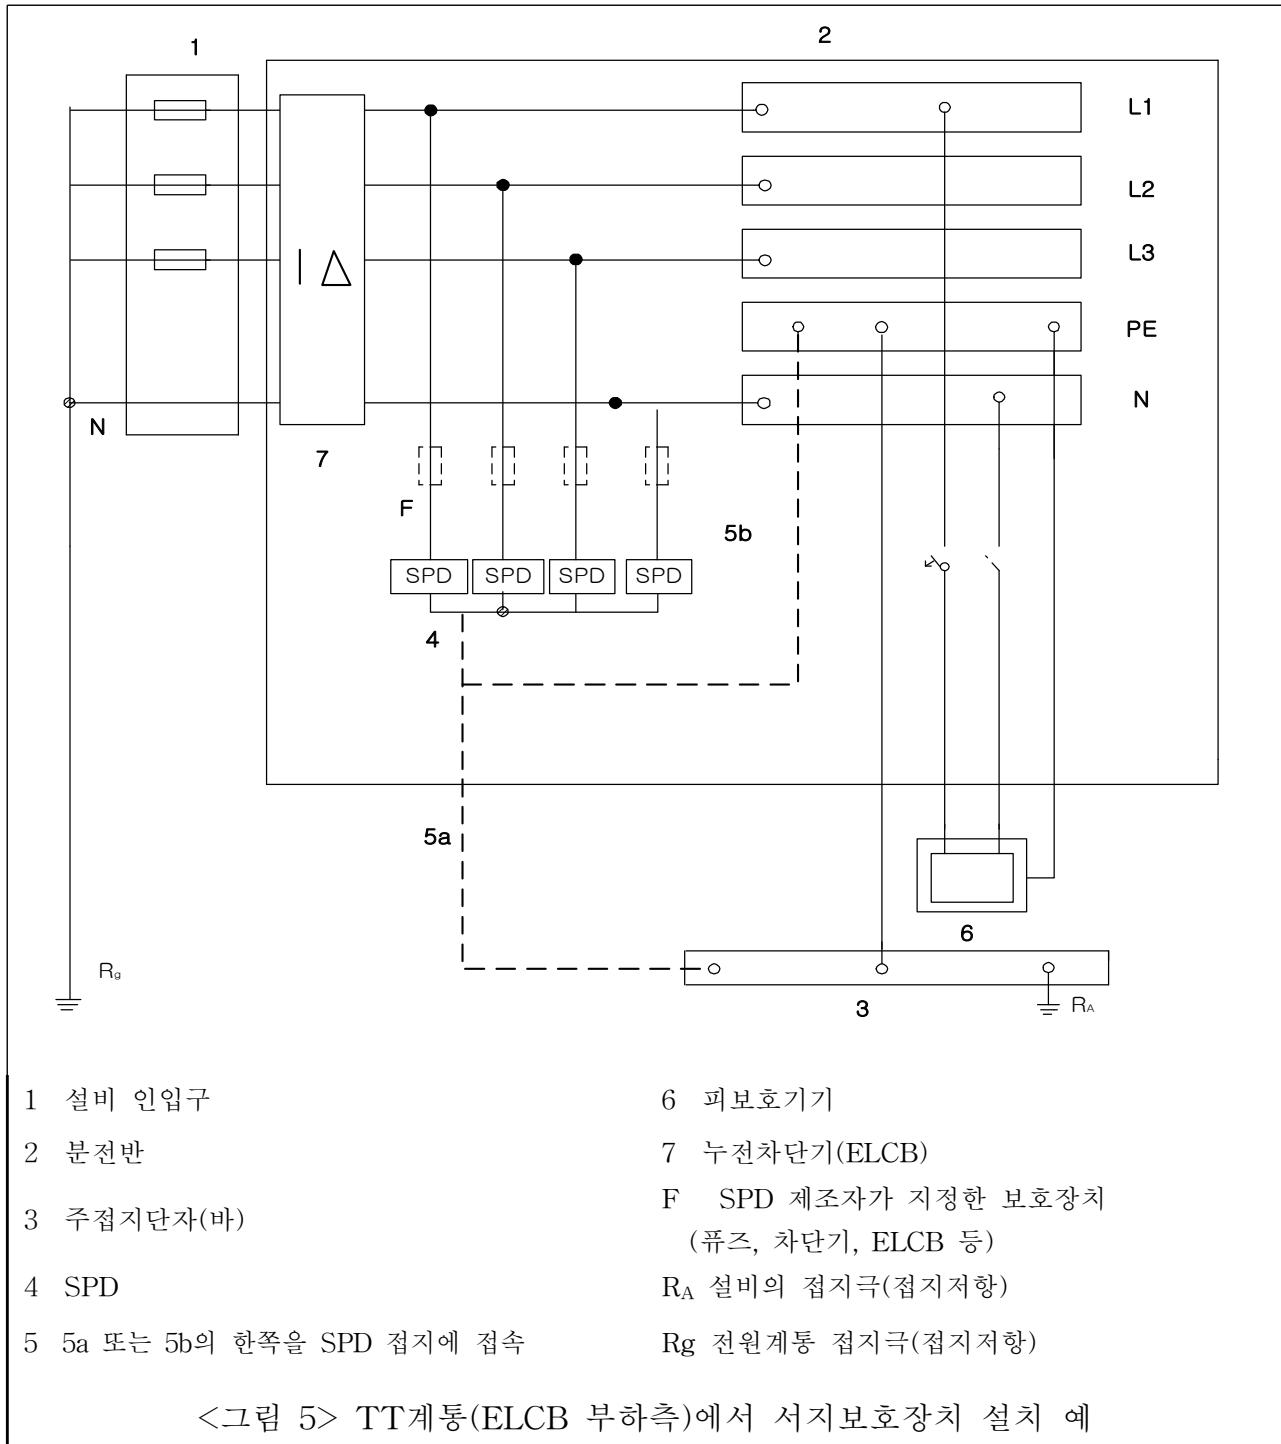 1
2
L1
L2
L3
I △
PE
N
N
7
F
5b
SPD SPD SPD SPD
4
5a
6
Rg
3
RA
1 설비 인입구
6 피보호기기
2 분전반
7 누전차단기(ELCB)
3 주접지단자(바)
F SPD 제조자가 지정한 보호장치
(퓨즈, 차단기, ELCB 등)
4 SPD
RA 설비의 접지극(접지저항)
5 5a 또는 5b의 한쪽을 SPD 접지에 접속
Rg 전원계통 접지극(접지저항)
<그림 5> TT계통(ELCB 부하측)에서 서지보호장치 설치 예